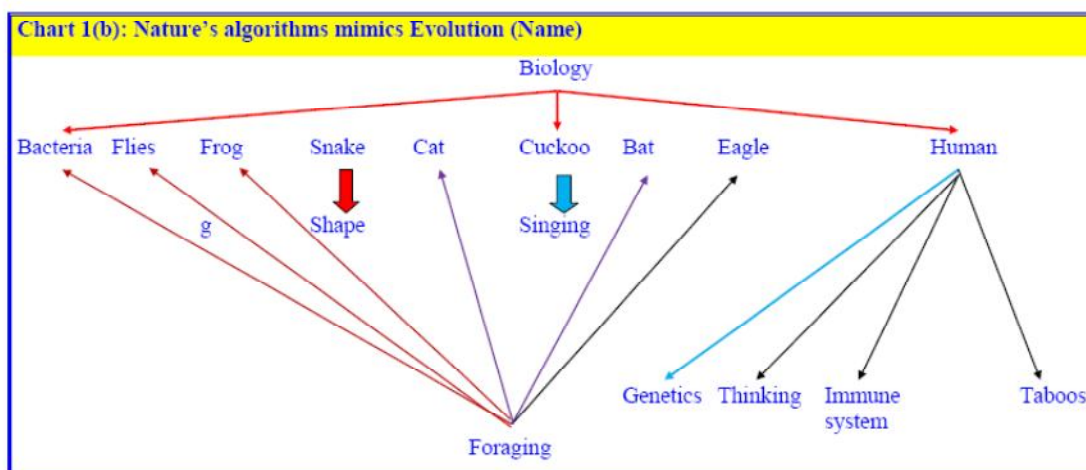 Chart 1(b): Nature's algorithms mimics Evolution (Name)
Biology
Bacteria Flies Frog Snake Cat Cuckoo Bat Eagle Human
g Shape Singing
Genetics Thinking Immune system Taboos
Foraging